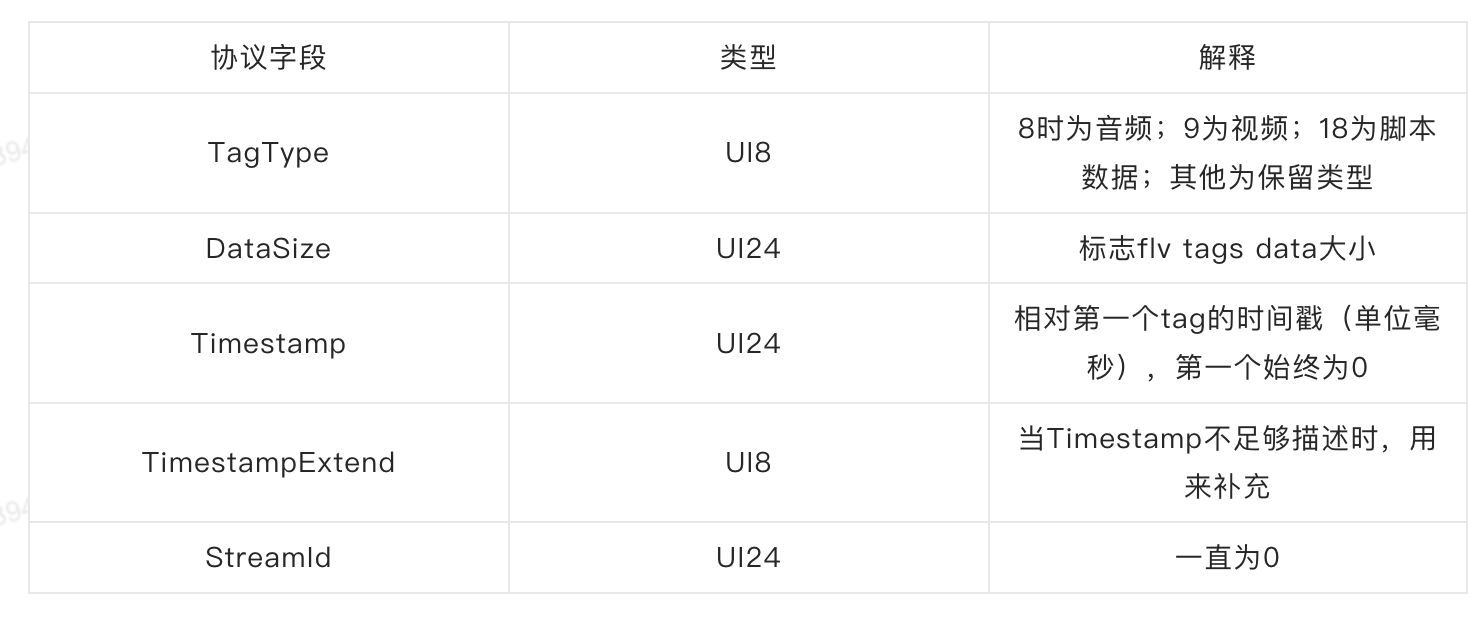 协议字段 类型 解释
TagType UI8 8时为音频；9为视频；18为脚本
数据；其他为保留类型
DataSize UI24 标志flv tags data大小
Timestamp UI24 相对第一个tag的时间戳（单位毫
秒），第一个始终为0
TimestampExtend UI8 当Timestamp不足够描述时，用
来补充
StreamId UI24 一直为0